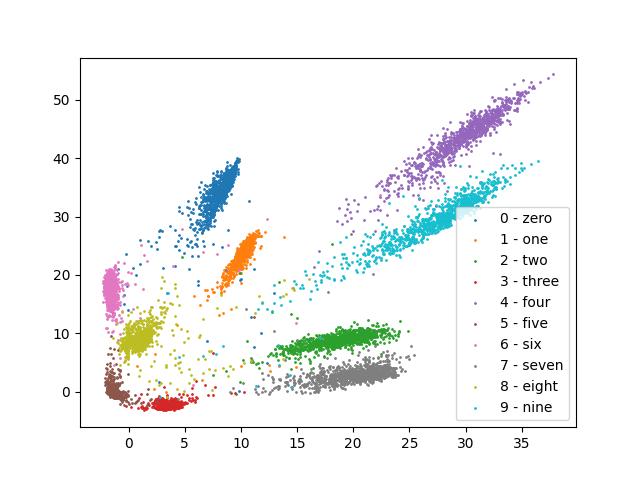 50
40
30
20
10
0
0 - zero
1 - one
2 - two
3 - three
4 - four
5 - five
6 - six
7 - seven
8 - eight
9 - nine
0 5 10 15 20 25 30 35